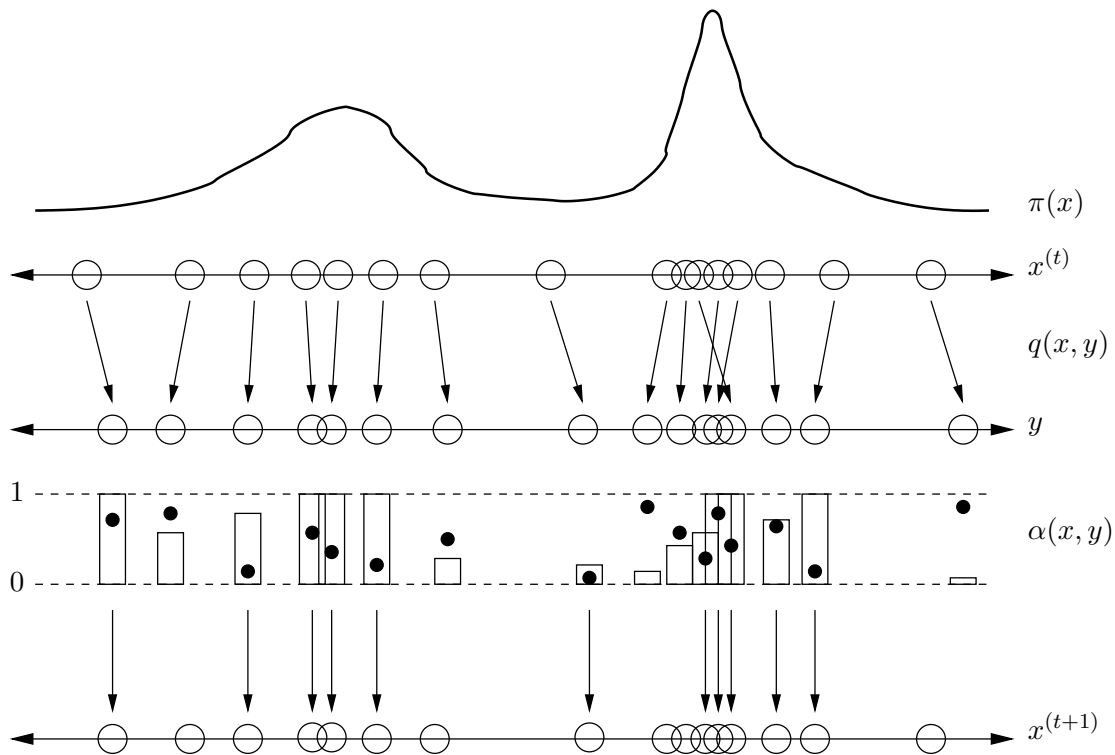 π(x)
x^{(t)}
q(x, y)
y
1
α(x, y)
0
x^{(t+1)}